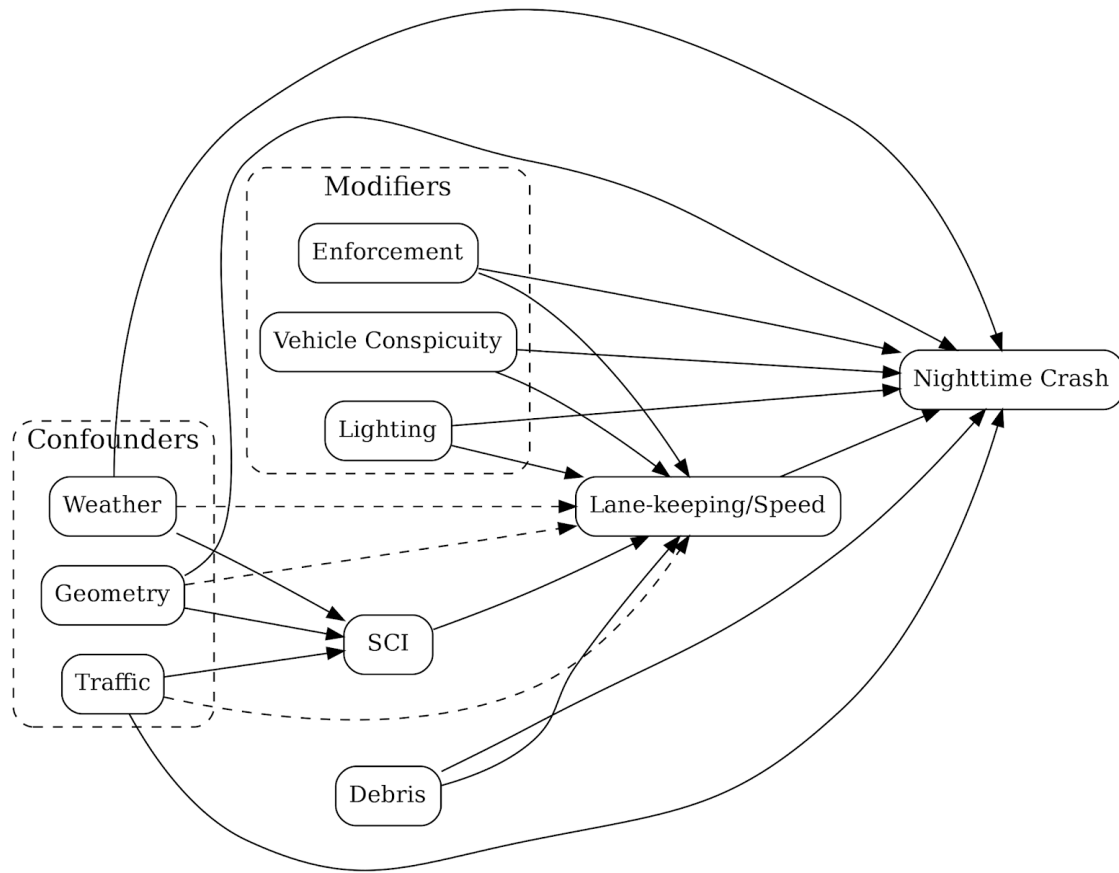 Modifiers
Enforcement
Vehicle Conspicuity
Lighting
Nighttime Crash
Confounders
Weather
Geometry
Traffic
Lane-keeping/Speed
SCI
Debris